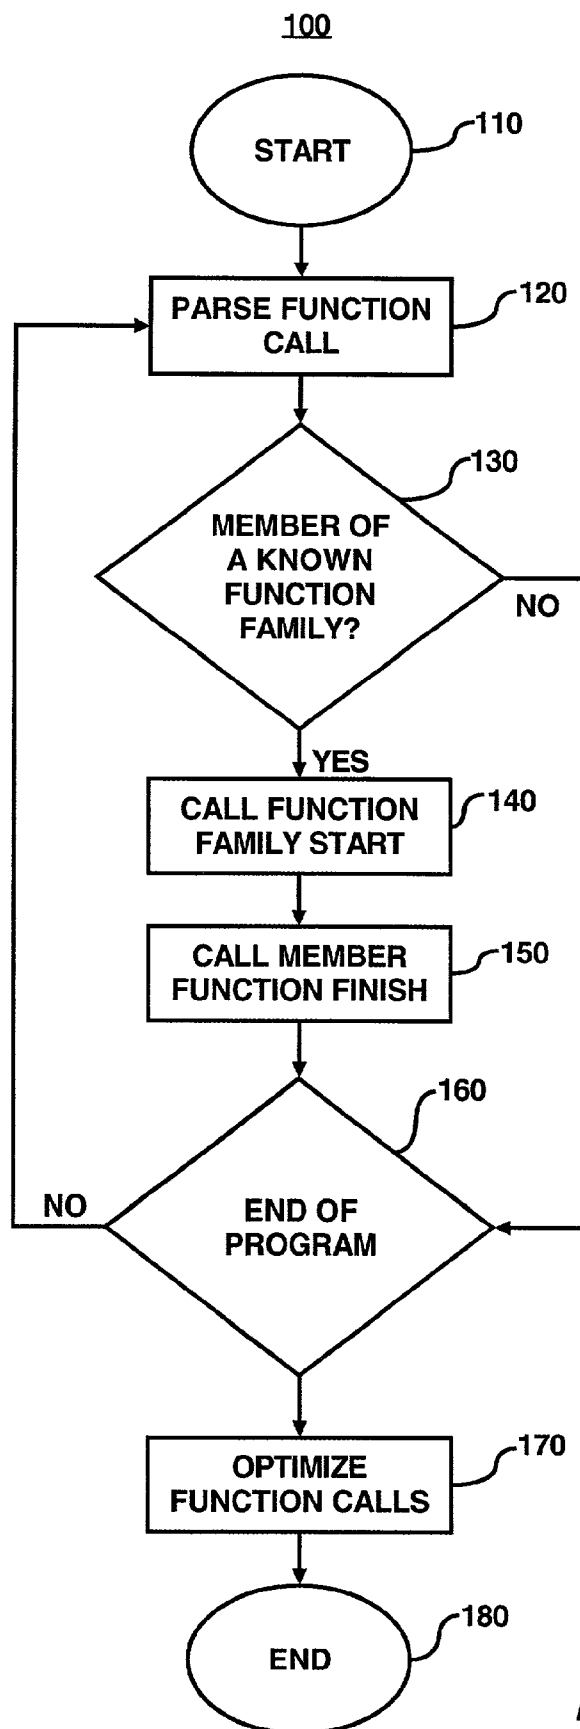 100
START
110
PARSE FUNCTION
CALL
120
130
MEMBER OF
A KNOWN
FUNCTION
FAMILY?
NO
YES
CALL FUNCTION
FAMILY START
140
CALL MEMBER
FUNCTION FINISH
150
160
END OF
PROGRAM
NO
OPTIMIZE
FUNCTION CALLS
170
END
180